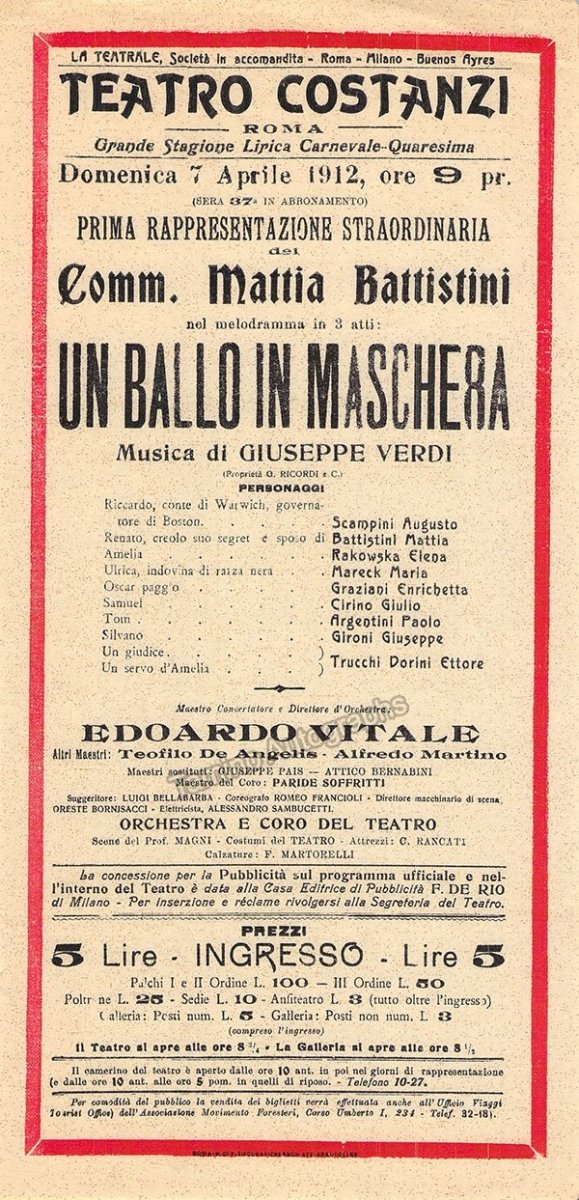 LA TEATRALE, Società in accomandita - Roma - Milano - Buenos Ayres
TEATRO COSTANZI
ROMA
Grande Stagione Lirica Carnevale-Quaresima
Domenica 7 Aprile 1912, ore 9 pr.
(SERA 37ª IN ABBONAMENTO)
PRIMA RAPPRESENTAZIONE STRAORDINARIA
del
Comm. Mattia Battistini
nel melodramma in 3 atti:
UN BALLO IN MASCHERA
Musica di GIUSEPPE VERDI
(Proprietà G. RICORDI e C.)
PERSONAGGI
Riccardo, conte di Warwich, governa-
tore di Boston. . . . . Scampini Augusto
Renato, creolo suo segret e sposo di Battistini Mattia
Amelia . . . . . Rakowska Elena
Ulrica, indovina di razza nera . . Mareck Maria
Oscar paggio . . . . . Graziani Enrichetta
Samuel . . . . . Cirino Giulio
Tom . . . . . . Argentini Paolo
Silvano . . . . . Gironi Giuseppe
Un giudice. . . . . )
Un servo d'Amelia . . . . ) Trucchi Dorini Ettore
Maestro Concertatore e Direttore d'Orchestra:
EDOARDO VITALE
Altri Maestri: Teofilo De Angelis - Alfredo Martino
Maestri sostituti: GIUSEPPE PAIS — ATTICO BERNABINI
Maestro del Coro: PARIDE SOFFRITTI
Suggeritore: LUIGI BELLABARBA - Coreografo ROMEO FRANCIOLI - Direttore macchinario di scena,
ORESTE BORNISACCI - Elettricista, ALESSANDRO SAMBUCETTI.
ORCHESTRA E CORO DEL TEATRO
Scene del Prof. MAGNI - Costumi del TEATRO - Attrezzi: C. RANCATI
Calzature: F. MARTORELLI
La concessione per la Pubblicità sul programma ufficiale e nel-
l'interno del Teatro è data alla Casa Editrice di Pubblicità F. DE RIO
di Milano - Per inserzione e réclame rivolgersi alla Segreteria del Teatro.
PREZZI
5 Lire - INGRESSO - Lire 5
Palchi I e II Ordine L. 100 — III Ordine L. 50
Poltrone L. 25 - Sedie L. 10 - Anfiteatro L. 3 (tutto oltre l'ingresso)
Galleria: Posti num. L. 5 - Galleria: Posti non num. L 3
(compreso l'ingresso)
Il Teatro si apre alle ore 8 3/4 - La Galleria si apre alle ore 8 1/2
Il camerino del teatro è aperto dalle ore 10 ant. in poi nei giorni di rappresentazione
(e dalle ore 10 ant. alle ore 5 pom. in quelli di riposo. - Telefono 10-27.
Per comodità del pubblico la vendita dei biglietti verrà effettuata anche all'Ufficio Viaggi
Tourist Office) dell'Associazione Movimento Forestieri, Corso Umberto I, 234 - Telef. 32-18).
Tamino Autographs